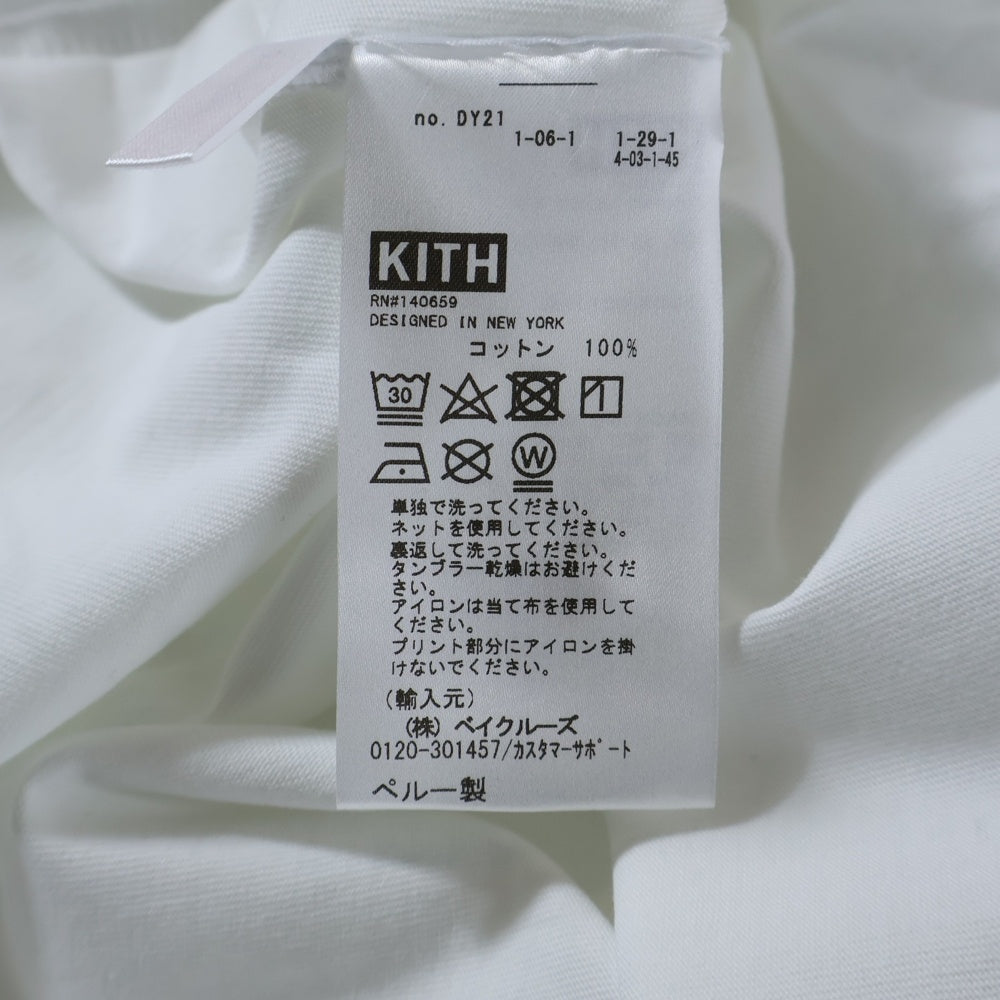 no. DY21
1-06-1 1-29-1
4-03-1-45
KITH
RN#140659
DESIGNED IN NEW YORK
コットン 100%
30
W
単独で洗ってください。
ネットを使用してください。
裏返して洗ってください。
タンブラー乾燥はお避けくだ
さい。
アイロンは当て布を使用して
ください。
プリント部分にアイロンを掛
けないでください。
(輸入元)
(株) ベイクルーズ
0120-301457/ｶｽﾀﾏｰｻﾎﾟｰﾄ
ペルー製